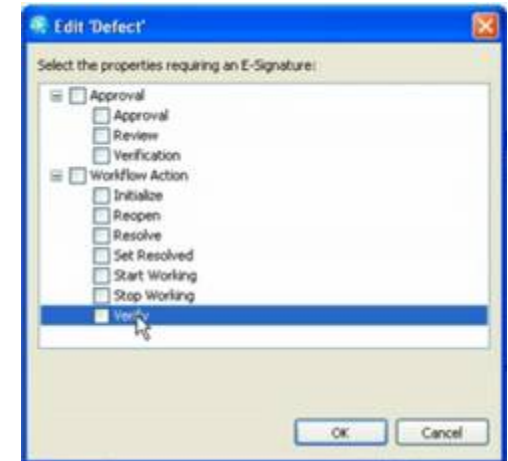 Edit 'Defect'
Select the properties requiring an E-Signature:
Approval
Approval
Review
Verification
Workflow Action
Initialize
Reopen
Resolve
Set Resolved
Start Working
Stop Working
Verify
OK Cancel